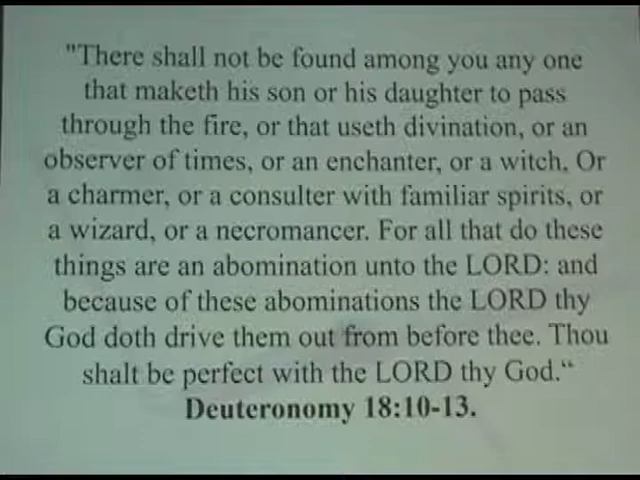 "There shall not be found among you any one
that maketh his son or his daughter to pass
through the fire, or that useth divination, or an
observer of times, or an enchanter, or a witch. Or
a charmer, or a consulter with familiar spirits, or
a wizard, or a necromancer. For all that do these
things are an abomination unto the LORD: and
because of these abominations the LORD thy
God doth drive them out from before thee. Thou
shalt be perfect with the LORD thy God.“
Deuteronomy 18:10-13.